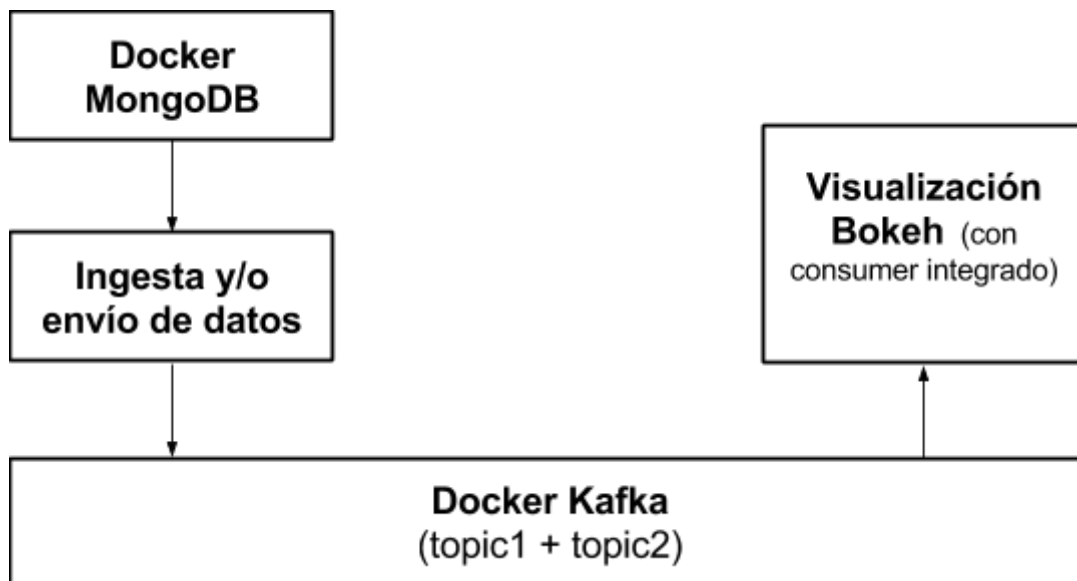 Docker
MongoDB
Ingesta y/o
envío de datos
Visualización
Bokeh (con
consumer integrado)
Docker Kafka
(topic1 + topic2)